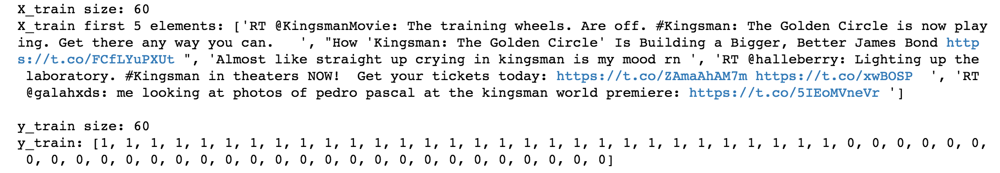 X_train size: 60
X_train first 5 elements: ['RT @KingsmanMovie: The training wheels. Are off. #Kingsman: The Golden Circle is now play
ing. Get there any way you can.   ', "How 'Kingsman: The Golden Circle' Is Building a Bigger, Better James Bond http
s://t.co/FCfLYuPXUt ", 'Almost like straight up crying in kingsman is my mood rn ', 'RT @halleberry: Lighting up the
laboratory. #Kingsman in theaters NOW!  Get your tickets today: https://t.co/ZAmaAhAM7m https://t.co/xwBOSP  ', 'RT
@galahxds: me looking at photos of pedro pascal at the kingsman world premiere: https://t.co/5IEoMVneVr ']
y_train size: 60
y_train: [1, 1, 1, 1, 1, 1, 1, 1, 1, 1, 1, 1, 1, 1, 1, 1, 1, 1, 1, 1, 1, 1, 1, 1, 1, 1, 1, 1, 1, 1, 0, 0, 0, 0, 0, 0,
0, 0, 0, 0, 0, 0, 0, 0, 0, 0, 0, 0, 0, 0, 0, 0, 0, 0, 0, 0, 0, 0, 0, 0]